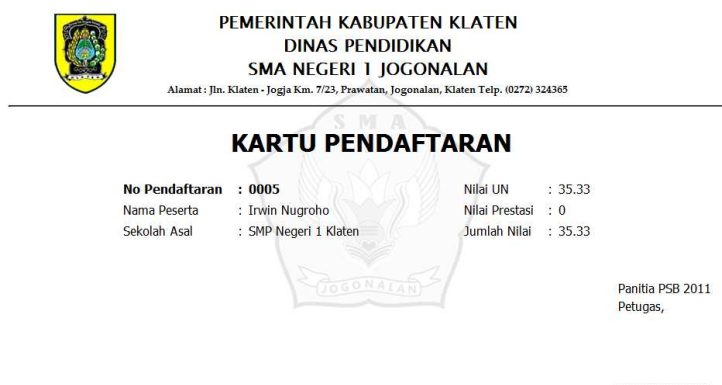 PEMERINTAH KABUPATEN KLATEN
DINAS PENDIDIKAN
SMA NEGERI 1 JOGONALAN
Alamat : Jln. Klaten - Jogja Km. 7/23, Prawatan, Jogonalan, Klaten Telp. (0272) 324365
SMA
KARTU PENDAFTARAN
No Pendaftaran : 0005 Nilai UN : 35.33
Nama Peserta : Irwin Nugroho Nilai Prestasi : 0
Sekolah Asal : SMP Negeri 1 Klaten Jumlah Nilai : 35.33
JOGONALAN
Panitia PSB 2011
Petugas,